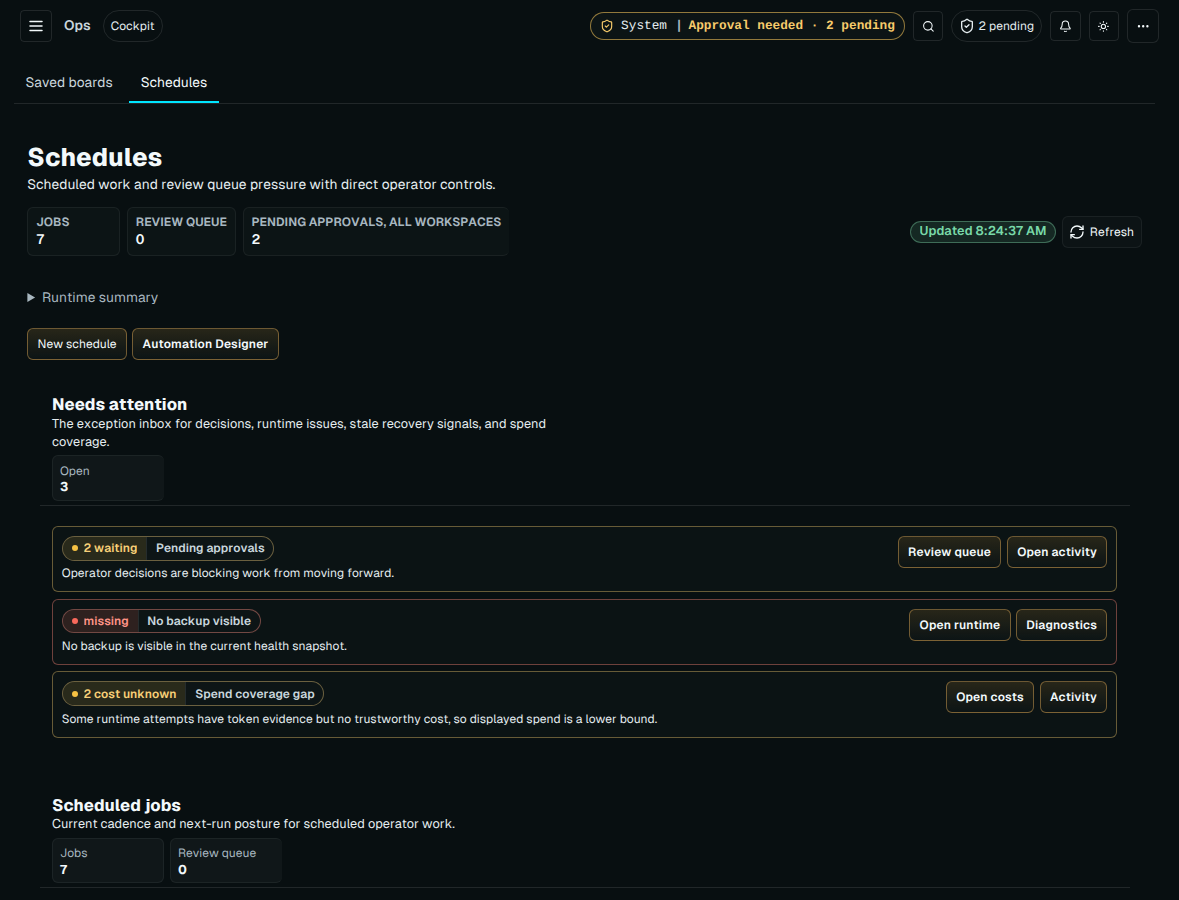 Ops Cockpit System | Approval needed · 2 pending 2 pending
Saved boards Schedules
Schedules
Scheduled work and review queue pressure with direct operator controls.
JOBS REVIEW QUEUE PENDING APPROVALS, ALL WORKSPACES
7 0 2
Updated 8:24:37 AM Refresh
Runtime summary
New schedule Automation Designer
Needs attention
The exception inbox for decisions, runtime issues, stale recovery signals, and spend
coverage.
Open
3
2 waiting Pending approvals Review queue Open activity
Operator decisions are blocking work from moving forward.
missing No backup visible Open runtime Diagnostics
No backup is visible in the current health snapshot.
2 cost unknown Spend coverage gap Open costs Activity
Some runtime attempts have token evidence but no trustworthy cost, so displayed spend is a lower bound.
Scheduled jobs
Current cadence and next-run posture for scheduled operator work.
Jobs Review queue
7 0